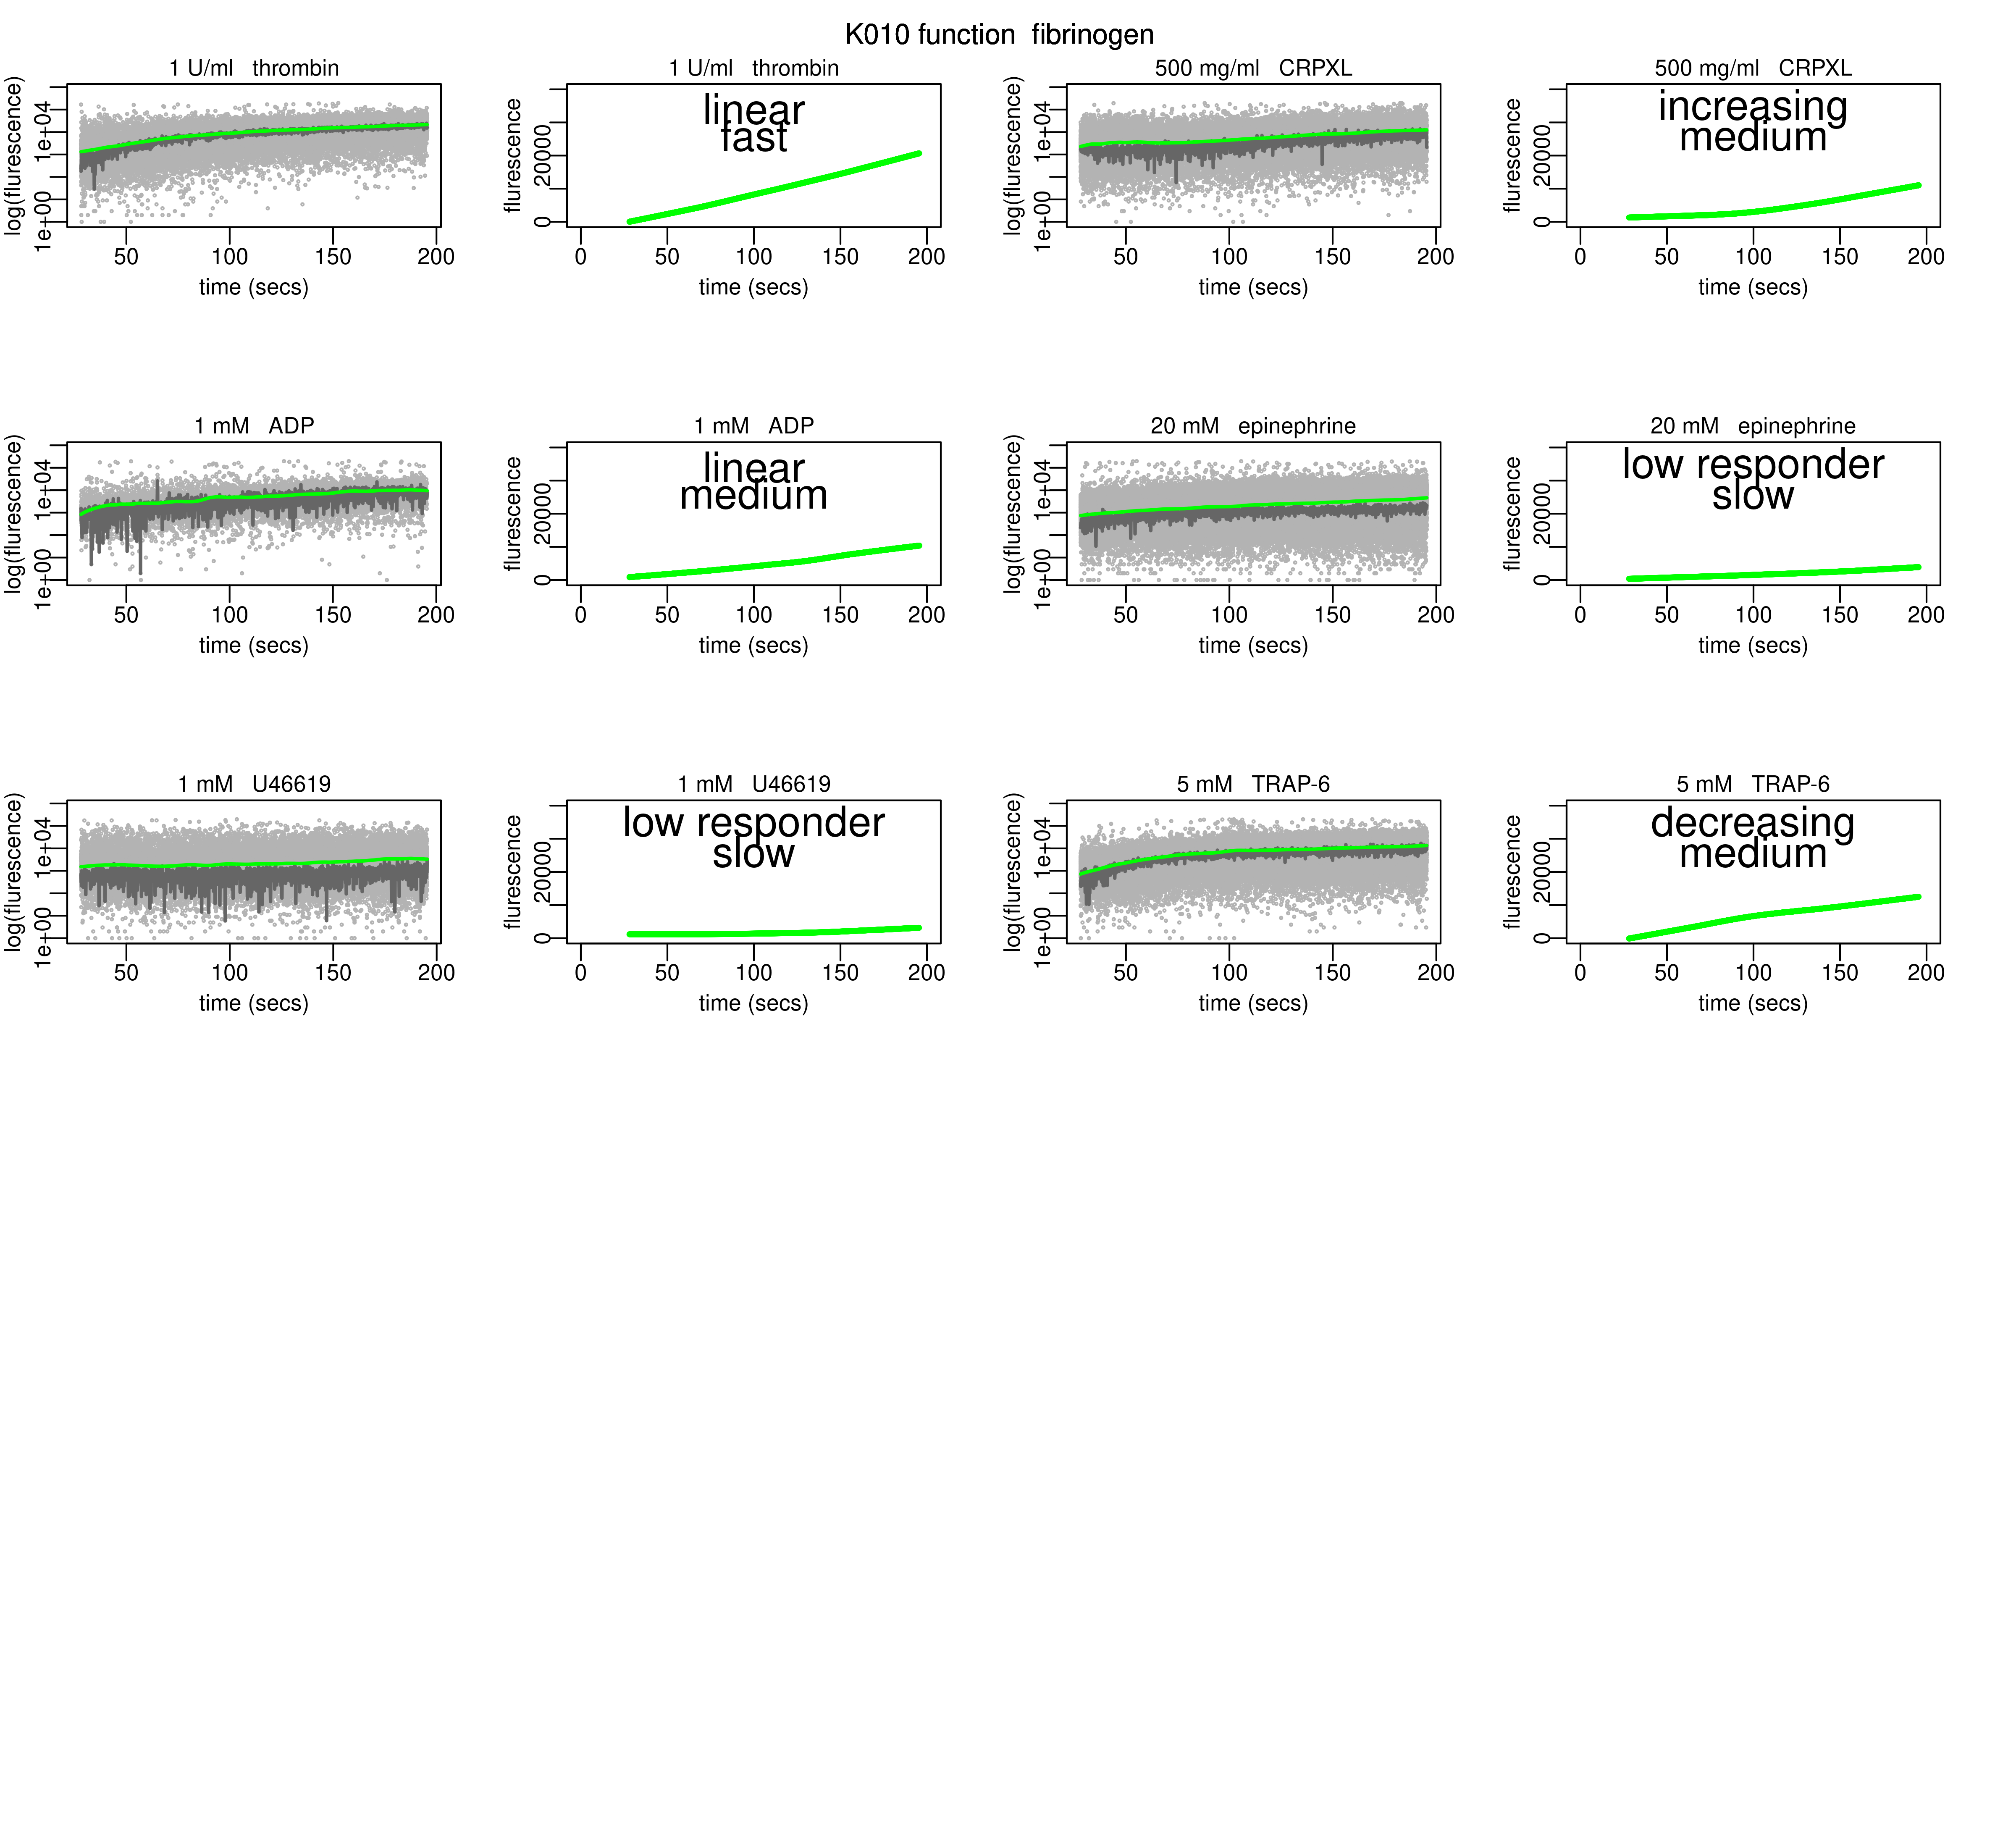 K010 function  fibrinogen
1 U/ml   thrombin
log(flurescence)
1e+00
1e+04
50
100
150
200
time (secs)
1 U/ml   thrombin
linear
fast
flurescence
0
20000
0
50
100
150
200
time (secs)
500 mg/ml   CRPXL
log(flurescence)
1e+00
1e+04
50
100
150
200
time (secs)
500 mg/ml   CRPXL
increasing
medium
flurescence
0
20000
0
50
100
150
200
time (secs)
1 mM   ADP
log(flurescence)
1e+00
1e+04
50
100
150
200
time (secs)
1 mM   ADP
linear
medium
flurescence
0
20000
0
50
100
150
200
time (secs)
20 mM   epinephrine
log(flurescence)
1e+00
1e+04
50
100
150
200
time (secs)
20 mM   epinephrine
low responder
slow
flurescence
0
20000
0
50
100
150
200
time (secs)
1 mM   U46619
log(flurescence)
1e+00
1e+04
50
100
150
200
time (secs)
1 mM   U46619
low responder
slow
flurescence
0
20000
0
50
100
150
200
time (secs)
5 mM   TRAP-6
log(flurescence)
1e+00
1e+04
50
100
150
200
time (secs)
5 mM   TRAP-6
decreasing
medium
flurescence
0
20000
0
50
100
150
200
time (secs)